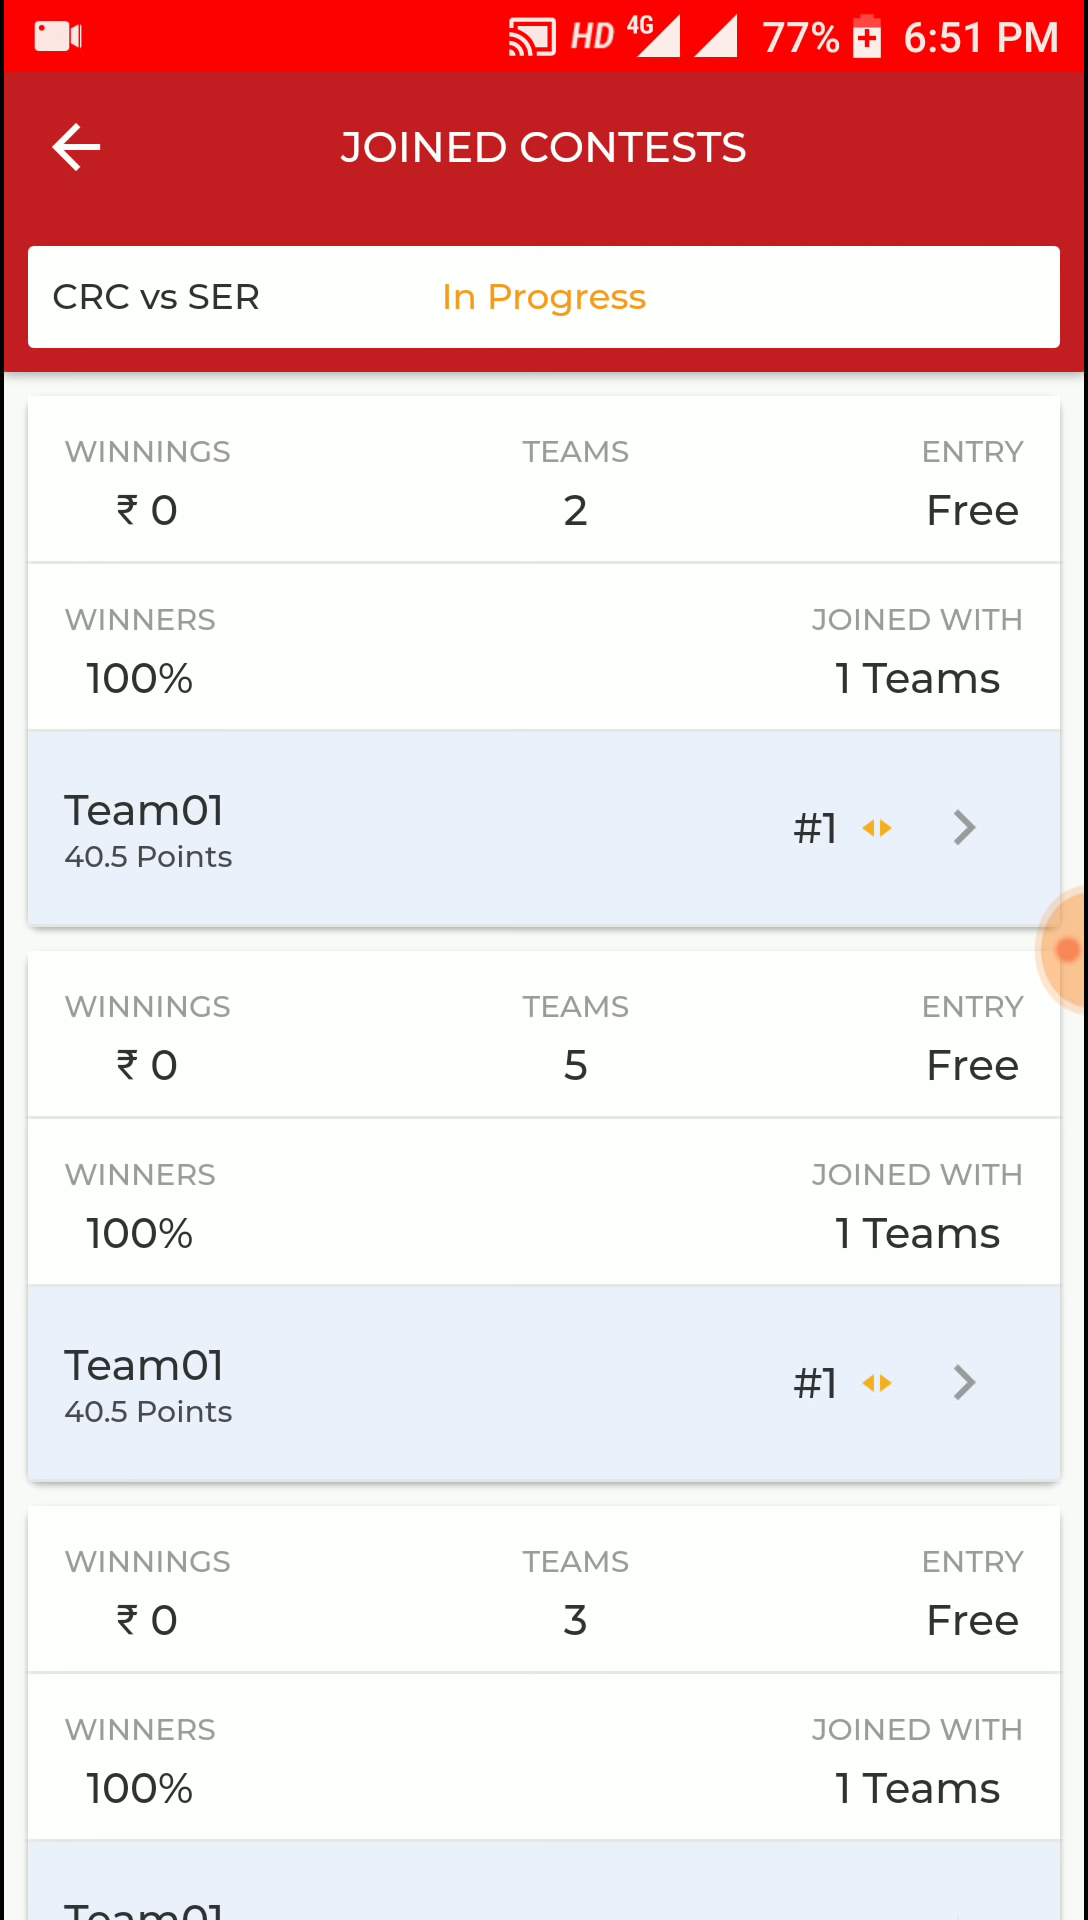 HD 4G 77% 6:51 PM
JOINED CONTESTS
CRC vs SER In Progress
WINNINGS TEAMS ENTRY
₹ 0 2 Free
WINNERS JOINED WITH
100% 1 Teams
Team01
#1
40.5 Points
WINNINGS TEAMS ENTRY
₹ 0 5 Free
WINNERS JOINED WITH
100% 1 Teams
Team01
#1
40.5 Points
WINNINGS TEAMS ENTRY
₹ 0 3 Free
WINNERS JOINED WITH
100% 1 Teams
Team01